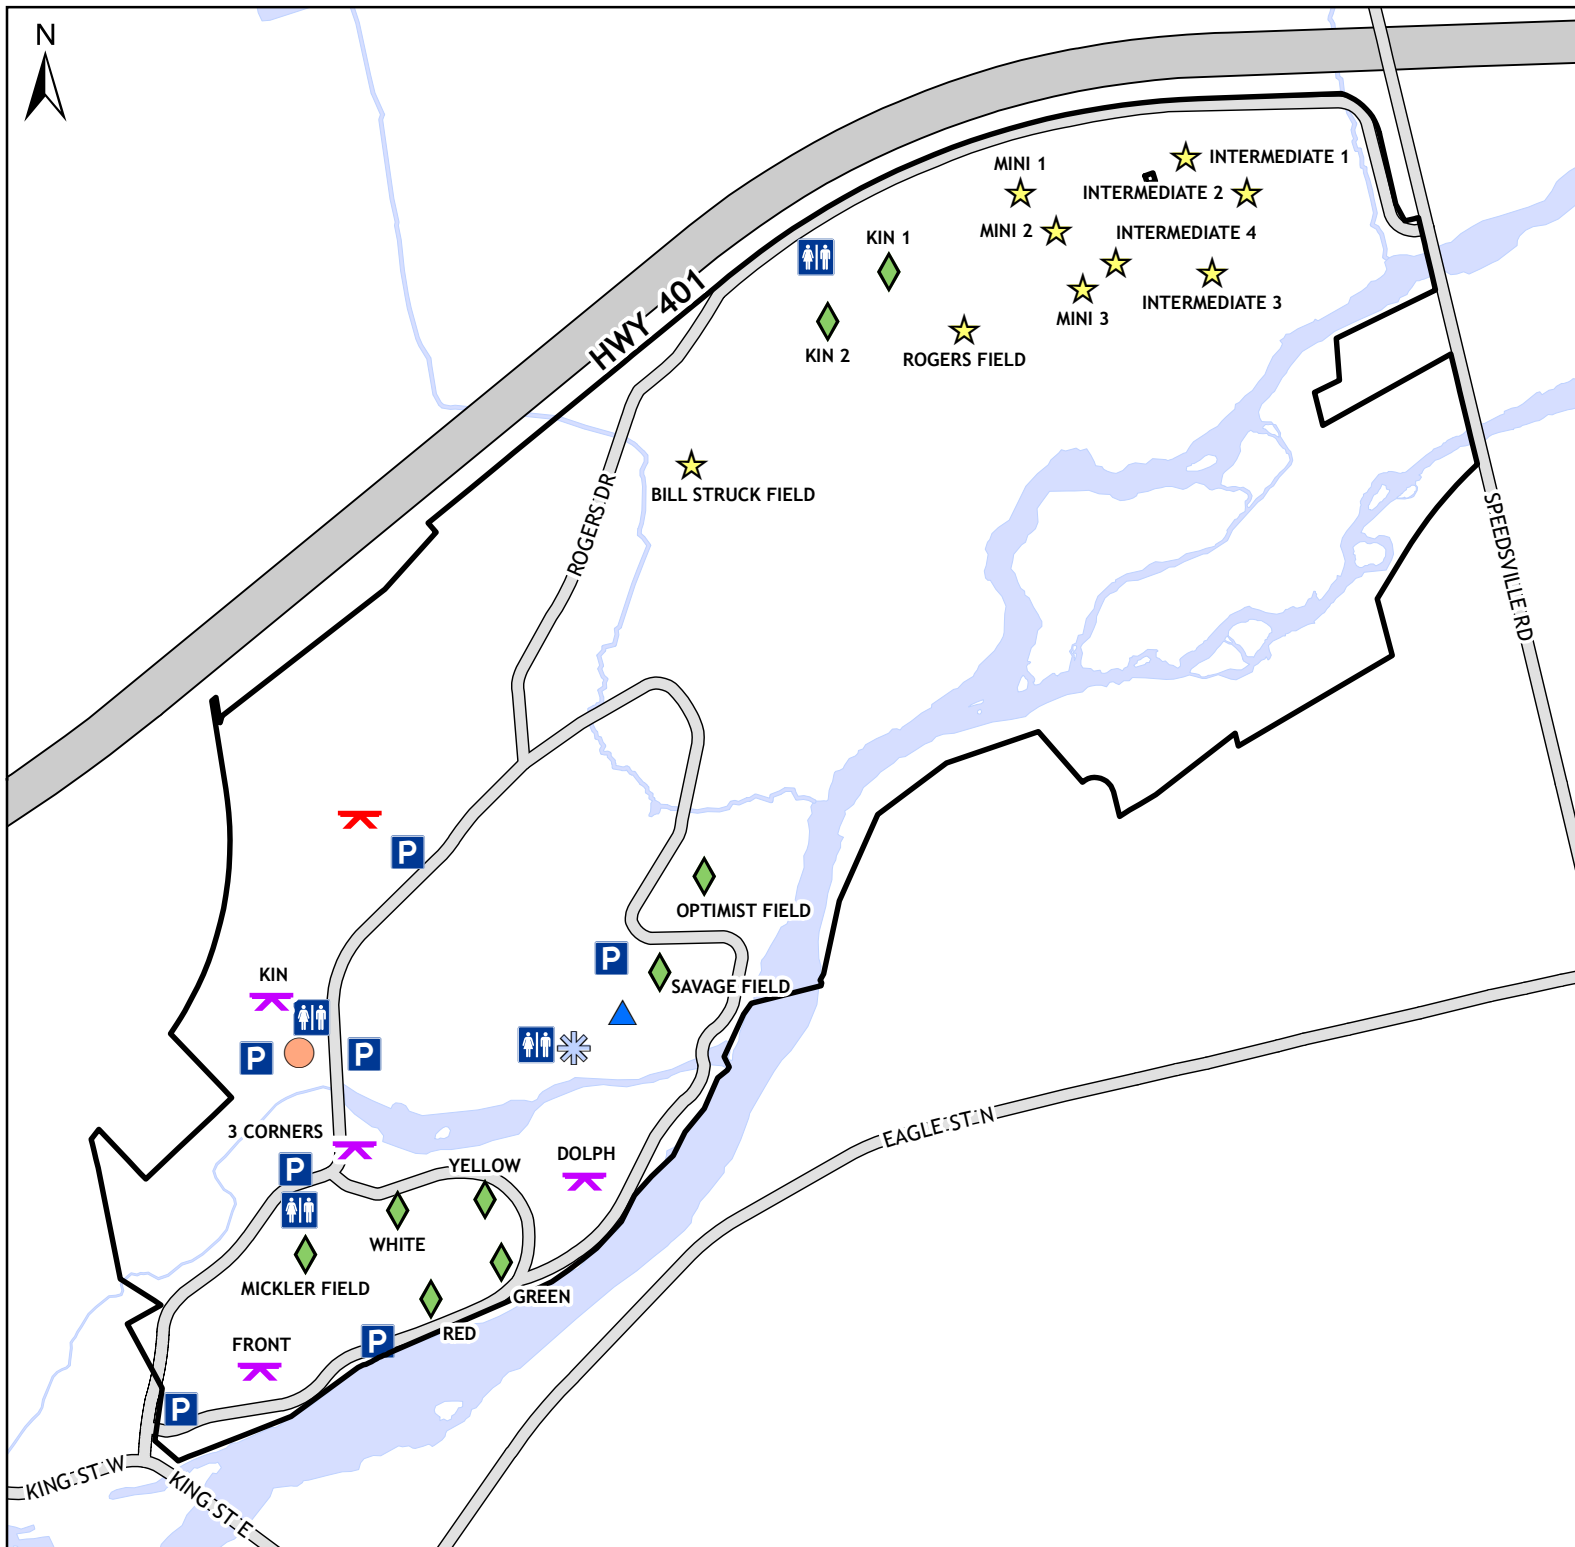 N
MINI 1
INTERMEDIATE 1
INTERMEDIATE 2
MINI 2
INTERMEDIATE 4
KIN 1
HWY 401
INTERMEDIATE 3
MINI 3
KIN 2
ROGERS FIELD
BILL STRUCK FIELD
ROGERS DR
SPEEDSVILLE RD
P
OPTIMIST FIELD
P
KIN
SAVAGE FIELD
P
P
3 CORNERS
EAGLE ST N
DOLPH
YELLOW
P
WHITE
MICKLER FIELD
GREEN
RED
P
FRONT
P
KING ST W
KING ST E